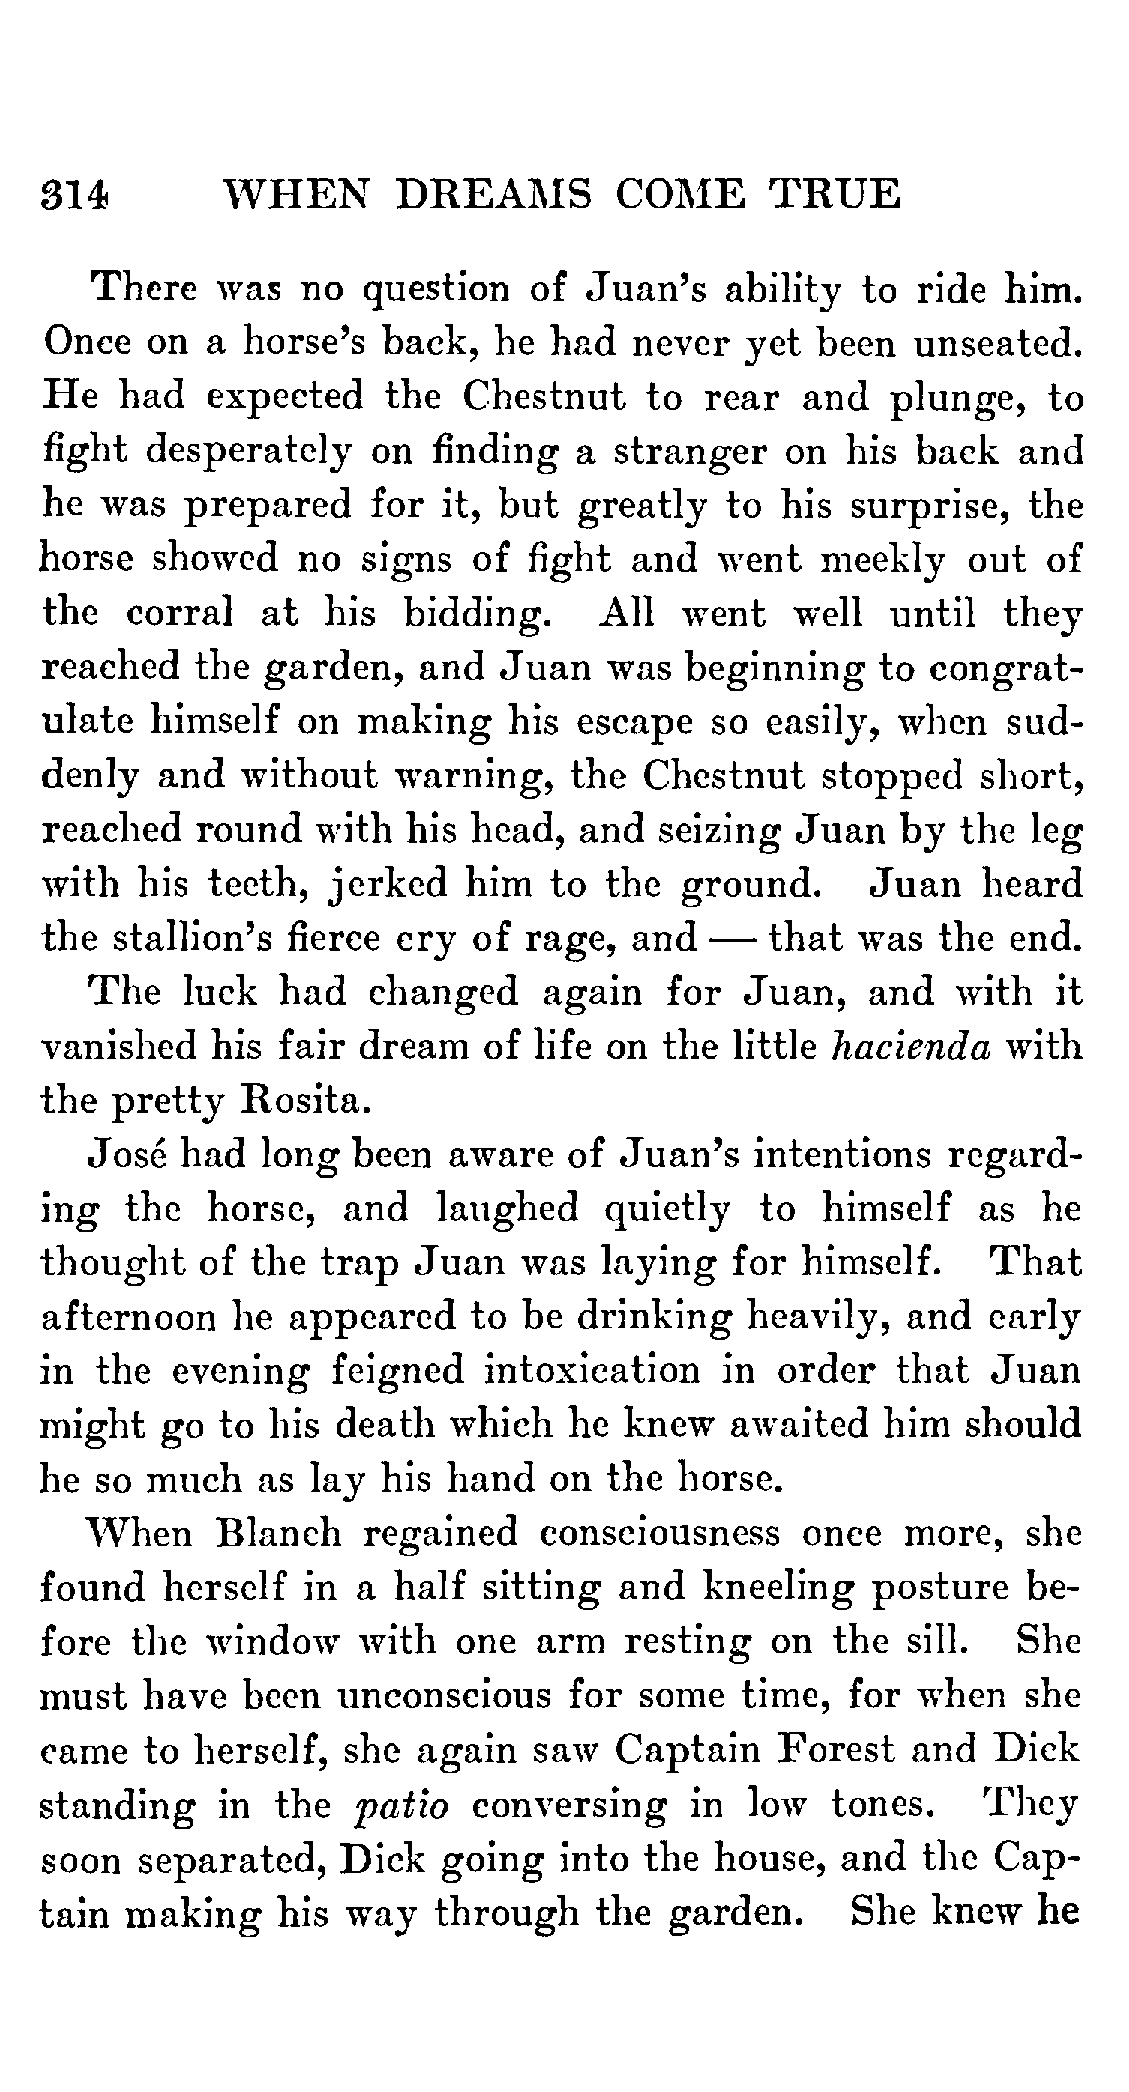 314 WHEN DREAMS COME TRUE
There was no question of Juan's ability to ride him.
Once on a horse's back, he had never yet been unseated.
He had expected the Chestnut to rear and plunge, to
fight desperately on finding a stranger on his back and
he was prepared for it, but greatly to his surprise, the
horse showed no signs of fight and went meekly out of
the corral at his bidding. All went well until they
reached the garden, and Juan was beginning to congrat-
ulate himself on making his escape so easily, when sud-
denly and without warning, the Chestnut stopped short,
reached round with his head, and seizing Juan by the leg
with his teeth, jerked him to the ground. Juan heard
the stallion's fierce cry of rage, and — that was the end.
The luck had changed again for Juan, and with it
vanished his fair dream of life on the little hacienda with
the pretty Rosita.
José had long been aware of Juan's intentions regard-
ing the horse, and laughed quietly to himself as he
thought of the trap Juan was laying for himself. That
afternoon he appeared to be drinking heavily, and early
in the evening feigned intoxication in order that Juan
might go to his death which he knew awaited him should
he so much as lay his hand on the horse.
When Blanch regained consciousness once more, she
found herself in a half sitting and kneeling posture be-
fore the window with one arm resting on the sill. She
must have been unconscious for some time, for when she
came to herself, she again saw Captain Forest and Dick
standing in the patio conversing in low tones. They
soon separated, Dick going into the house, and the Cap-
tain making his way through the garden. She knew he